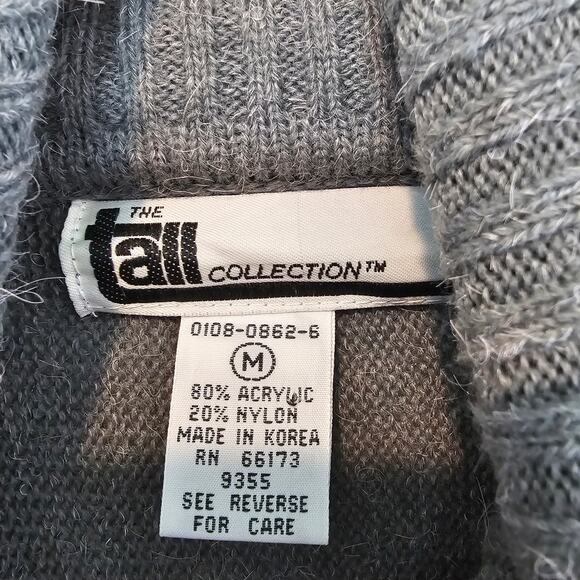 THE
tall
COLLECTION™
0108-0862-6
M
80% ACRYLIC
20% NYLON
MADE IN KOREA
RN 66173
9355
SEE REVERSE
FOR CARE